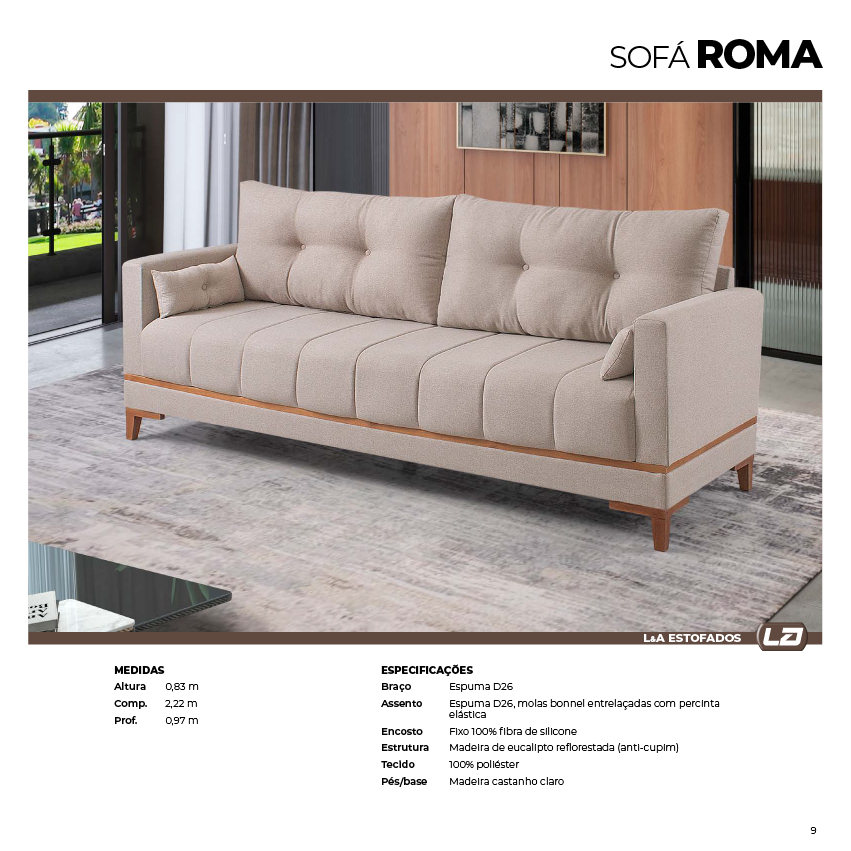 SOFÁ ROMA
L&A ESTOFADOS
MEDIDAS
Altura 0,83 m
Comp. 2,22 m
Prof. 0,97 m
ESPECIFICAÇÕES
Braço Espuma D26
Assento Espuma D26, molas bonnel entrelaçadas com percinta
elástica
Encosto Fixo 100% fibra de silicone
Estrutura Madeira de eucalipto reflorestada (anti-cupim)
Tecido 100% poliéster
Pés/base Madeira castanho claro
9